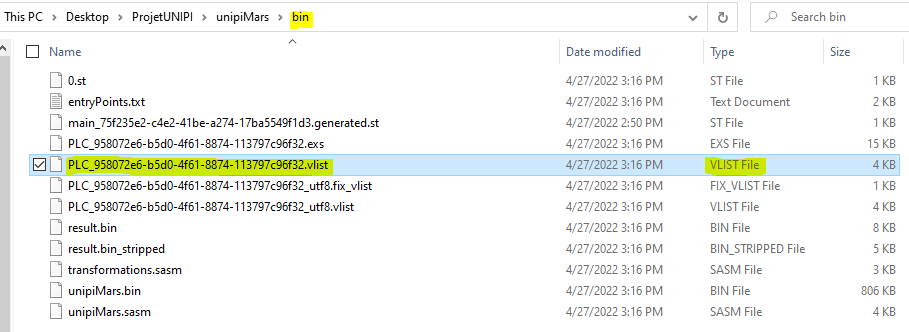 This PC > Desktop > ProjetUNIPI > unipiMars > bin Search bin
Name Date modified Type Size
0.st 4/27/2022 3:16 PM ST File 1 KB
entryPoints.txt 4/27/2022 3:16 PM Text Document 2 KB
main_75f235e2-c4e2-41be-a274-17ba5549f1d3.generated.st 4/27/2022 2:50 PM ST File 1 KB
PLC_958072e6-b5d0-4f61-8874-113797c96f32.exs 4/27/2022 3:16 PM EXS File 15 KB
PLC_958072e6-b5d0-4f61-8874-113797c96f32.vlist 4/27/2022 3:16 PM VLIST File 4 KB
PLC_958072e6-b5d0-4f61-8874-113797c96f32_utf8.fix_vlist 4/27/2022 3:16 PM FIX_VLIST File 1 KB
PLC_958072e6-b5d0-4f61-8874-113797c96f32_utf8.vlist 4/27/2022 3:16 PM VLIST File 4 KB
result.bin 4/27/2022 3:16 PM BIN File 8 KB
result.bin_stripped 4/27/2022 3:16 PM BIN_STRIPPED File 5 KB
transformations.sasm 4/27/2022 3:16 PM SASM File 3 KB
unipiMars.bin 4/27/2022 3:16 PM BIN File 806 KB
unipiMars.sasm 4/27/2022 3:16 PM SASM File 4 KB